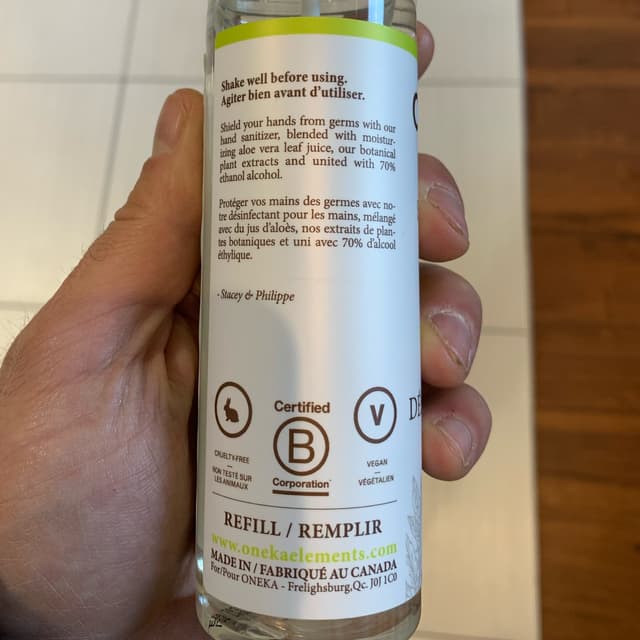 Shake well before using.
Agiter bien avant d'utiliser.
Shield your hands from germs with our
hand sanitizer, blended with moistur-
izing aloe vera leaf juice, our botanical
plant extracts and united with 70%
ethanol alcohol.
Protéger vos mains des germes avec no-
tre désinfectant pour les mains, mélangé
avec du jus d'aloès, nos extraits de plan-
tes botaniques et uni avec 70% d'alcool
éthylique.
- Stacey & Philippe
CRUELTY-FREE
NON TESTÉ SUR
LES ANIMAUX
Certified
B
Corporation
V
VEGAN
VÉGÉTALIEN
DÉ
REFILL / REMPLIR
www.onekaelements.com
MADE IN / FABRIQUÉ AU CANADA
For/Pour ONEKA - Frelighsburg,Qc. J0J 1C0